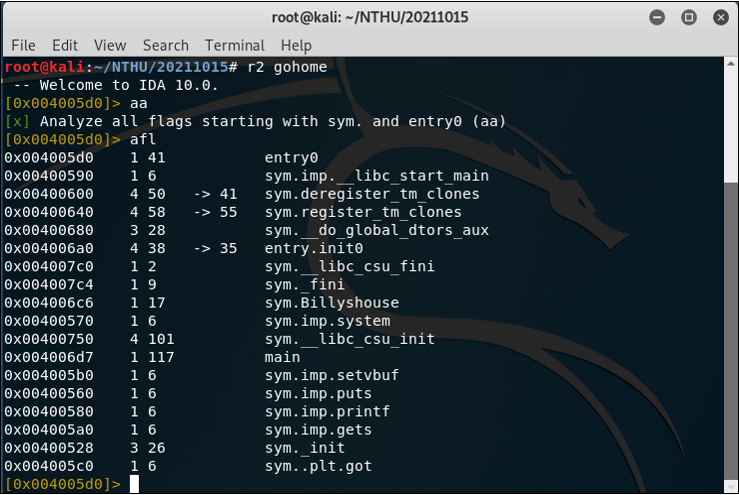 root@kali: ~/NTHU/20211015
File Edit View Search Terminal Help
root@kali:~/NTHU/20211015# r2 gohome
 -- Welcome to IDA 10.0.
[0x004005d0]> aa
[x] Analyze all flags starting with sym. and entry0 (aa)
[0x004005d0]> afl
0x004005d0    1 41           entry0
0x00400590    1 6            sym.imp.__libc_start_main
0x00400600    4 50   -> 41   sym.deregister_tm_clones
0x00400640    4 58   -> 55   sym.register_tm_clones
0x00400680    3 28           sym.__do_global_dtors_aux
0x004006a0    4 38   -> 35   entry.init0
0x004007c0    1 2            sym.__libc_csu_fini
0x004007c4    1 9            sym._fini
0x004006c6    1 17           sym.Billyshouse
0x00400570    1 6            sym.imp.system
0x00400750    4 101          sym.__libc_csu_init
0x004006d7    1 117          main
0x004005b0    1 6            sym.imp.setvbuf
0x00400560    1 6            sym.imp.puts
0x00400580    1 6            sym.imp.printf
0x004005a0    1 6            sym.imp.gets
0x00400528    3 26           sym._init
0x004005c0    1 6            sym..plt.got
[0x004005d0]>